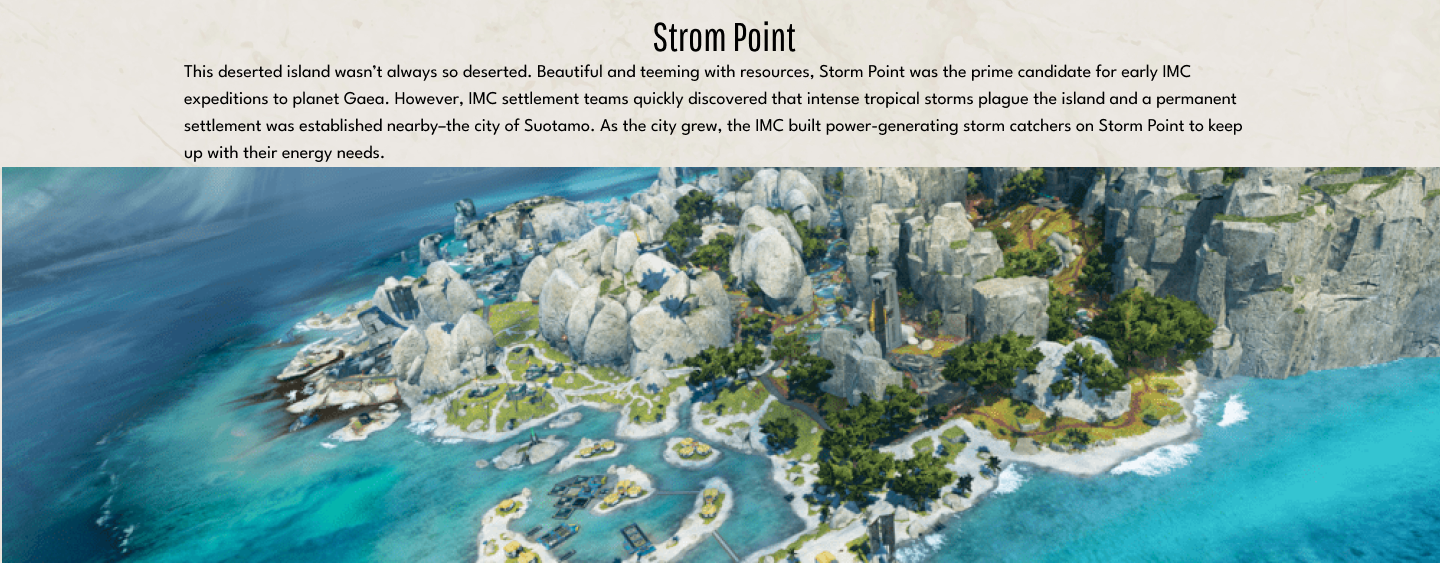 Strom Point
This deserted island wasn’t always so deserted. Beautiful and teeming with resources, Storm Point was the prime candidate for early IMC
expeditions to planet Gaea. However, IMC settlement teams quickly discovered that intense tropical storms plague the island and a permanent
settlement was established nearby–the city of Suotamo. As the city grew, the IMC built power-generating storm catchers on Storm Point to keep
up with their energy needs.